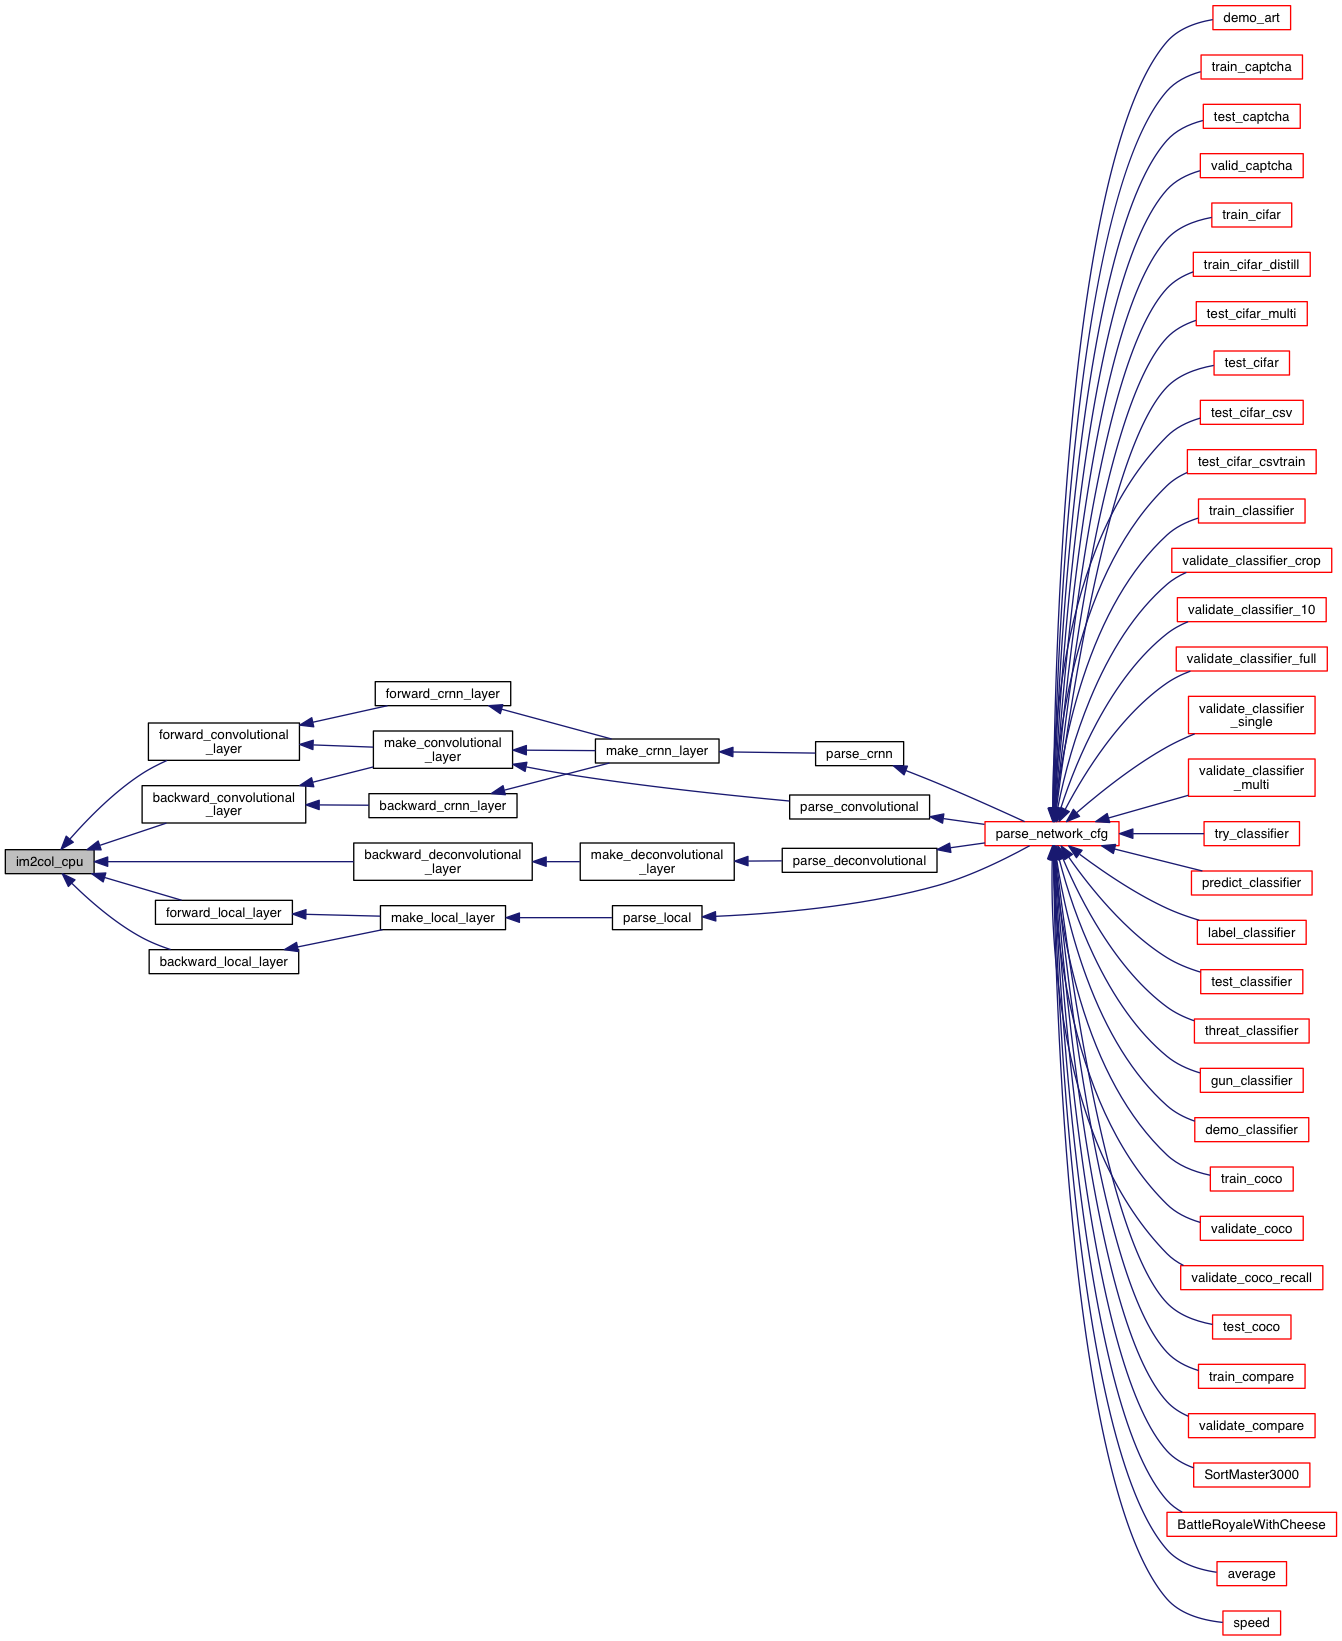 demo_art
train_captcha
test_captcha
valid_captcha
train_cifar
train_cifar_distill
test_cifar_multi
test_cifar
test_cifar_csv
test_cifar_csvtrain
train_classifier
validate_classifier_crop
validate_classifier_10
validate_classifier_full
forward_crnn_layer
validate_classifier
_single
forward_convolutional
_layer
make_convolutional
_layer
make_crnn_layer
parse_crnn
validate_classifier
_multi
backward_convolutional
_layer
backward_crnn_layer
parse_convolutional
parse_network_cfg
try_classifier
im2col_cpu
backward_deconvolutional
_layer
make_deconvolutional
_layer
parse_deconvolutional
predict_classifier
forward_local_layer
make_local_layer
parse_local
label_classifier
backward_local_layer
test_classifier
threat_classifier
gun_classifier
demo_classifier
train_coco
validate_coco
validate_coco_recall
test_coco
train_compare
validate_compare
SortMaster3000
BattleRoyaleWithCheese
average
speed